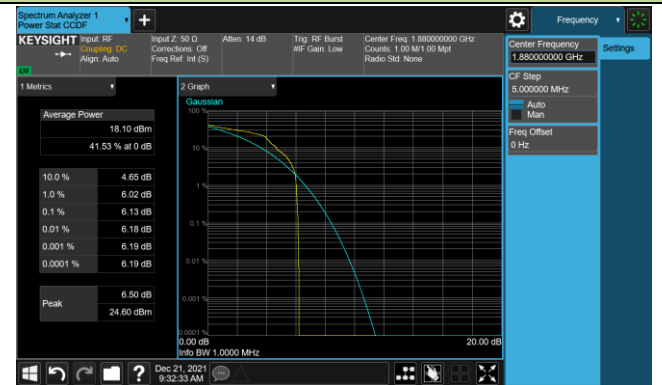 Spectrum Analyzer 1
Power Stat CCDF
+
Frequency
KEYSIGHT
Input: RF
Coupling: DC
Align: Auto
Input Z: 50 Ω
Corrections: Off
Freq Ref: Int (S)
Atten: 14 dB
Trig: RF Burst
#IF Gain: Low
Center Freq: 1.880000000 GHz
Counts: 1.00 M/1.00 Mpt
Radio Std: None
Center Frequency
1.880000000 GHz
Settings
CF Step
5.000000 MHz
Auto
Man
Freq Offset
0 Hz
1 Metrics
Average Power
18.10 dBm
41.53 % at 0 dB
10.0 % 4.65 dB
1.0 % 6.02 dB
0.1 % 6.13 dB
0.01 % 6.18 dB
0.001 % 6.19 dB
0.0001 % 6.19 dB
Peak
6.50 dB
24.60 dBm
2 Graph
Gaussian
100 %
10 %
1 %
0.1 %
0.01 %
0.001 %
0.0001 %
0.00 dB
20.00 dB
Info BW 1.0000 MHz
?
Dec 21, 2021
9:32:33 AM